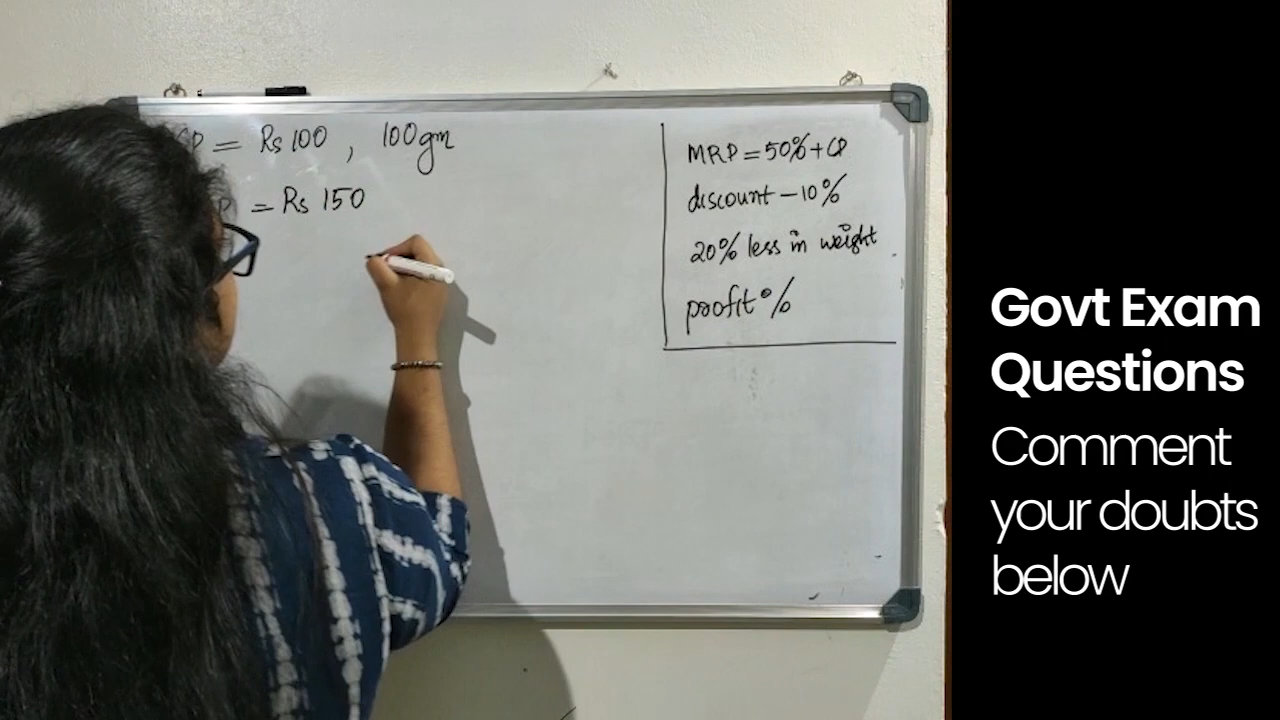 CP = Rs 100 , 100gm
= Rs 150
MRP = 50% + CP
discount - 10%
20% less in weight
profit %
Govt Exam
Questions
Comment
your doubts
below